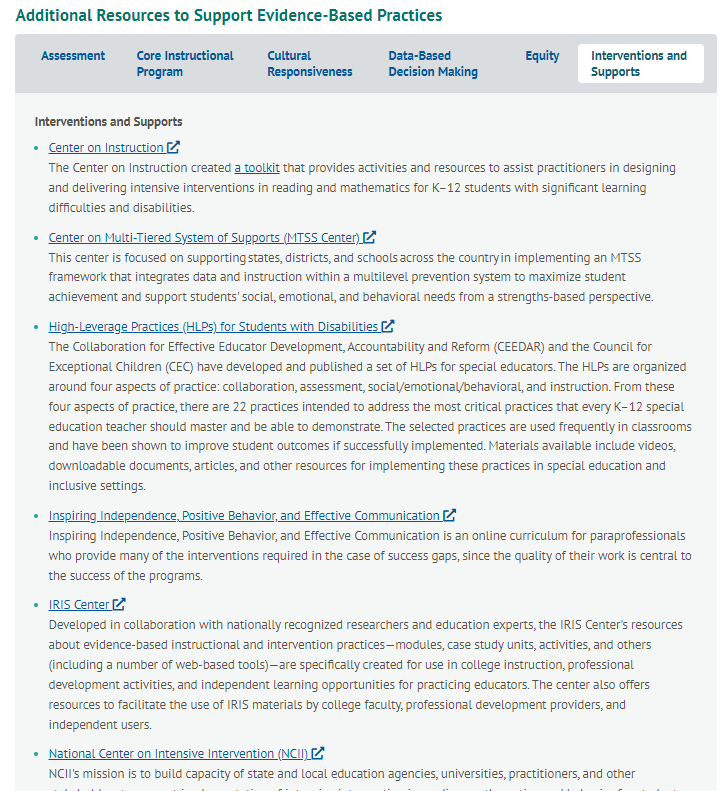 Additional Resources to Support Evidence-Based Practices
Assessment
Core Instructional
Program
Cultural
Responsiveness
Data-Based
Decision Making
Equity
Interventions and
Supports
Interventions and Supports
Center on Instruction
The Center on Instruction created a toolkit that provides activities and resources to assist practitioners in designing
and delivering intensive interventions in reading and mathematics for K–12 students with significant learning
difficulties and disabilities.
Center on Multi-Tiered System of Supports (MTSS Center)
This center is focused on supporting states, districts, and schools across the country in implementing an MTSS
framework that integrates data and instruction within a multilevel prevention system to maximize student
achievement and support students' social, emotional, and behavioral needs from a strengths-based perspective.
High-Leverage Practices (HLPs) for Students with Disabilities
The Collaboration for Effective Educator Development, Accountability and Reform (CEEDAR) and the Council for
Exceptional Children (CEC) have developed and published a set of HLPs for special educators. The HLPs are organized
around four aspects of practice: collaboration, assessment, social/emotional/behavioral, and instruction. From these
four aspects of practice, there are 22 practices intended to address the most critical practices that every K–12 special
education teacher should master and be able to demonstrate. The selected practices are used frequently in classrooms
and have been shown to improve student outcomes if successfully implemented. Materials available include videos,
downloadable documents, articles, and other resources for implementing these practices in special education and
inclusive settings.
Inspiring Independence, Positive Behavior, and Effective Communication
Inspiring Independence, Positive Behavior, and Effective Communication is an online curriculum for paraprofessionals
who provide many of the interventions required in the case of success gaps, since the quality of their work is central to
the success of the programs.
IRIS Center
Developed in collaboration with nationally recognized researchers and education experts, the IRIS Center's resources
about evidence-based instructional and intervention practices—modules, case study units, activities, and others
(including a number of web-based tools)—are specifically created for use in college instruction, professional
development activities, and independent learning opportunities for practicing educators. The center also offers
resources to facilitate the use of IRIS materials by college faculty, professional development providers, and
independent users.
National Center on Intensive Intervention (NCII)
NCII's mission is to build capacity of state and local education agencies, universities, practitioners, and other